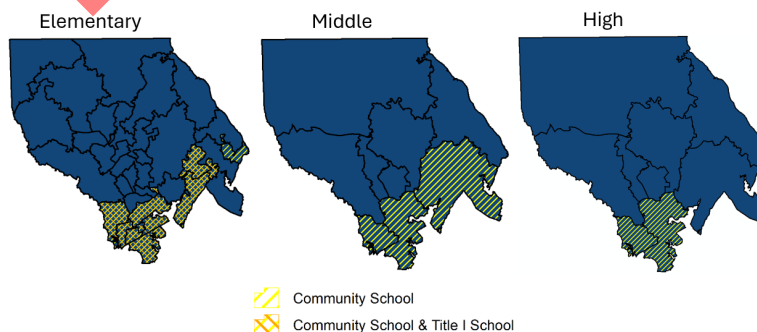 Elementary
Middle
High
Community School
Community School & Title I School